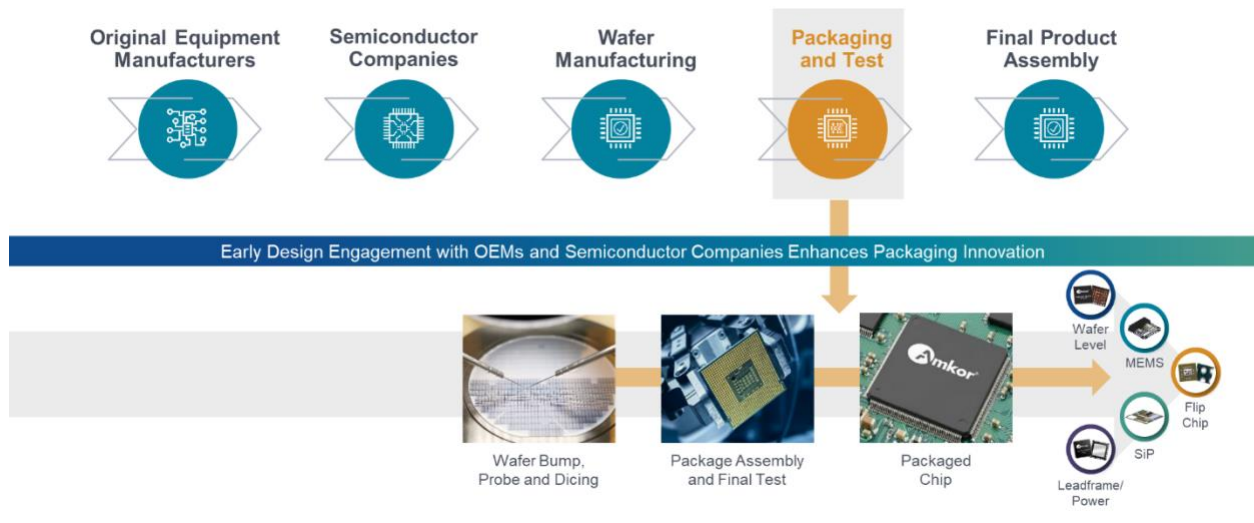 Original Equipment
Manufacturers
Semiconductor
Companies
Wafer
Manufacturing
Packaging
and Test
Final Product
Assembly
Early Design Engagement with OEMs and Semiconductor Companies Enhances Packaging Innovation
Amkor
Wafer Bump,
Probe and Dicing
Package Assembly
and Final Test
Packaged
Chip
Wafer
Level
MEMS
Flip
Chip
SiP
Leadframe/
Power